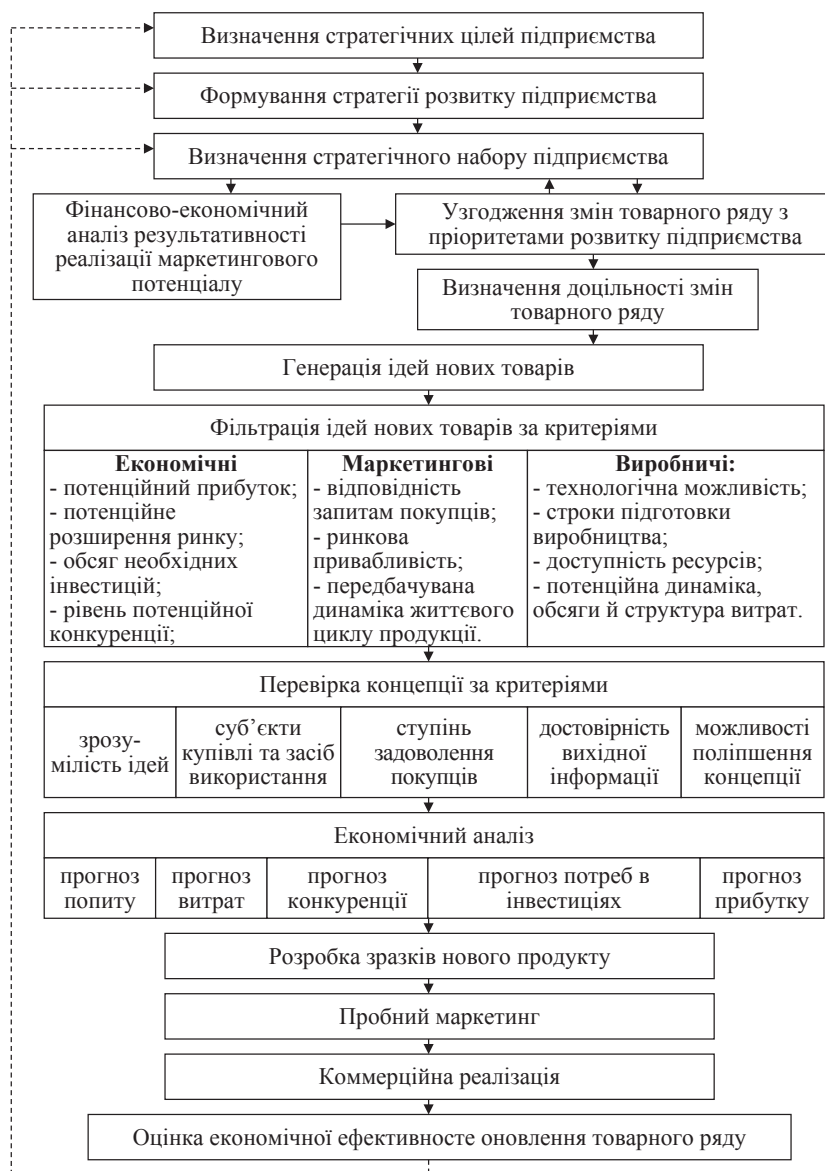 Визначення стратегічних цілей підприємства
Формування стратегії розвитку підприємства
Визначення стратегічного набору підприємства
Фінансово-економічний
аналіз результативності
реалізації маркетингового
потенціалу
Узгодження змін товарного ряду з
пріоритетами розвитку підприємства
Визначення доцільності змін
товарного ряду
Генерація ідей нових товарів
Фільтрація ідей нових товарів за критеріями
Економічні
- потенційний прибуток;
- потенційне
розширення ринку;
- обсяг необхідних
інвестицій;
- рівень потенційної
конкуренції;
Маркетингові
- відповідність
запитам покупців;
- ринкова
привабливість;
- передбачувана
динаміка життєвого
циклу продукції.
Виробничі:
- технологічна можливість;
- строки підготовки
виробництва;
- доступність ресурсів;
- потенційна динаміка,
обсяги й структура витрат.
Перевірка концепції за критеріями
зрозу-
мілість ідей
суб’єкти
купівлі та засіб
використання
ступінь
задоволення
покупців
достовірність
вихідної
інформації
можливості
поліпшення
концепції
Економічний аналіз
прогноз
попиту
прогноз
витрат
прогноз
конкуренції
прогноз потреб в
інвестиціях
прогноз
прибутку
Розробка зразків нового продукту
Пробний маркетинг
Коммерційна реалізація
Оцінка економічної ефективносте оновлення товарного ряду